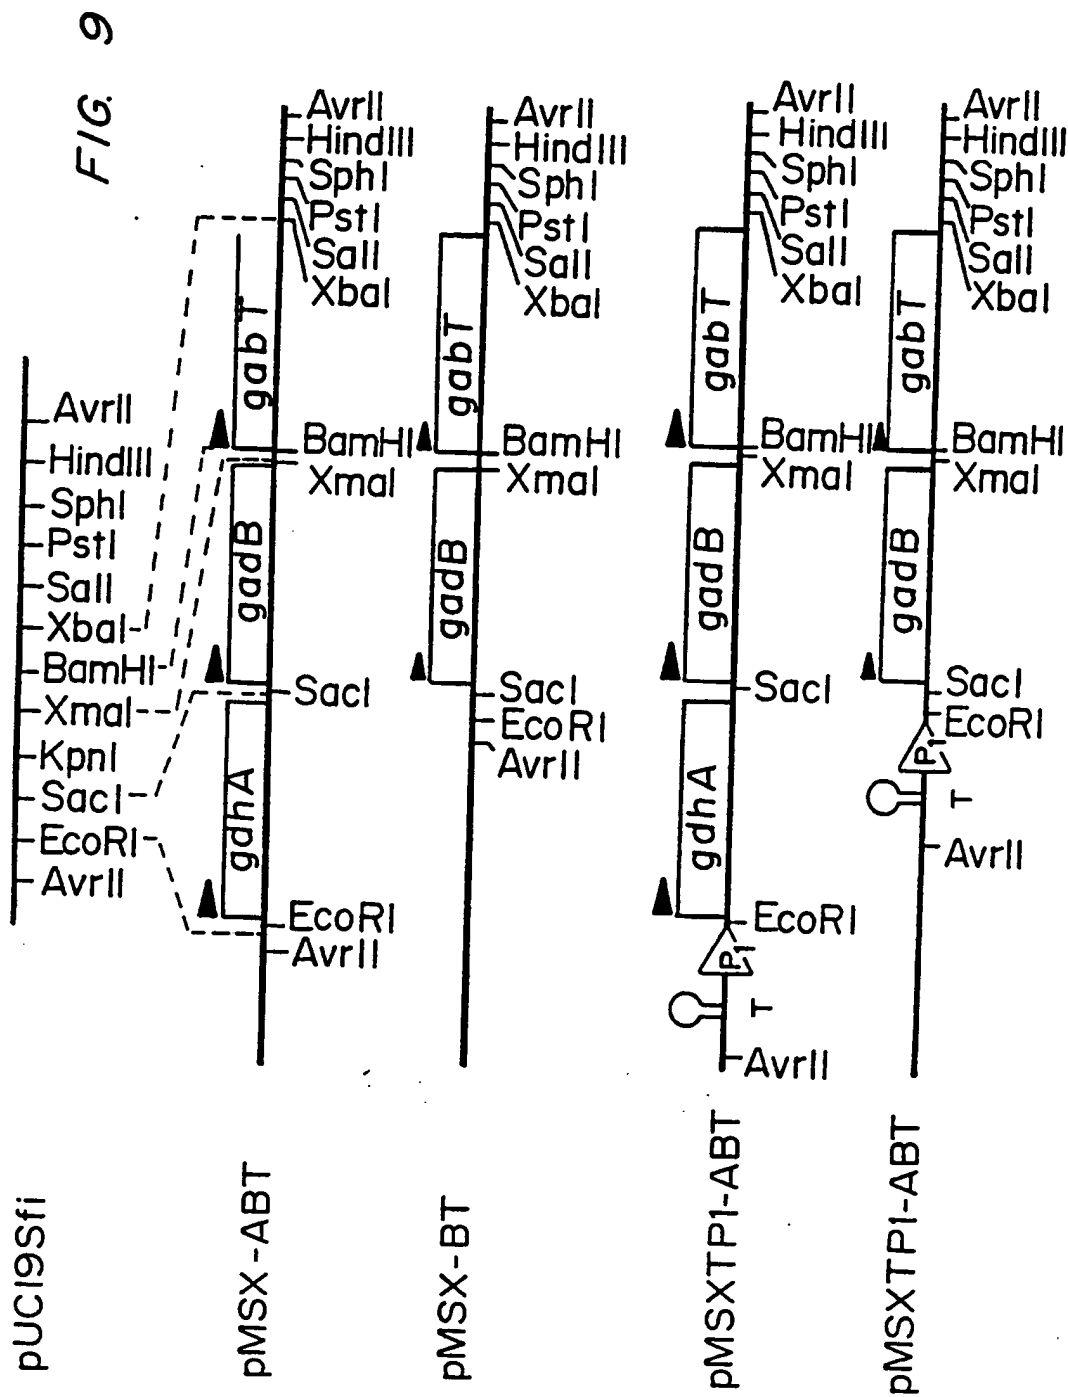 FIG. 9
pUC19Sfi
AvrII
EcoRI
SacI
KpnI
XmaI
BamHI
XbaI
SalI
PstI
SphI
HindIII
AvrII
pMSX-ABT
gdhA
gadB
gabT
AvrII
EcoRI
SacI
XmaI
BamHI
XbaI
SalI
PstI
SphI
HindIII
AvrII
pMSX-BT
gadB
gabT
AvrII
EcoRI
SacI
XmaI
BamHI
XbaI
SalI
PstI
SphI
HindIII
AvrII
pMSXTP1-ABT
AvrII
T
P1
gdhA
gadB
gabT
EcoRI
SacI
XmaI
BamHI
XbaI
SalI
PstI
SphI
HindIII
AvrII
pMSXTP1-ABT
AvrII
T
P1
gadB
gabT
EcoRI
SacI
XmaI
BamHI
XbaI
SalI
PstI
SphI
HindIII
AvrII